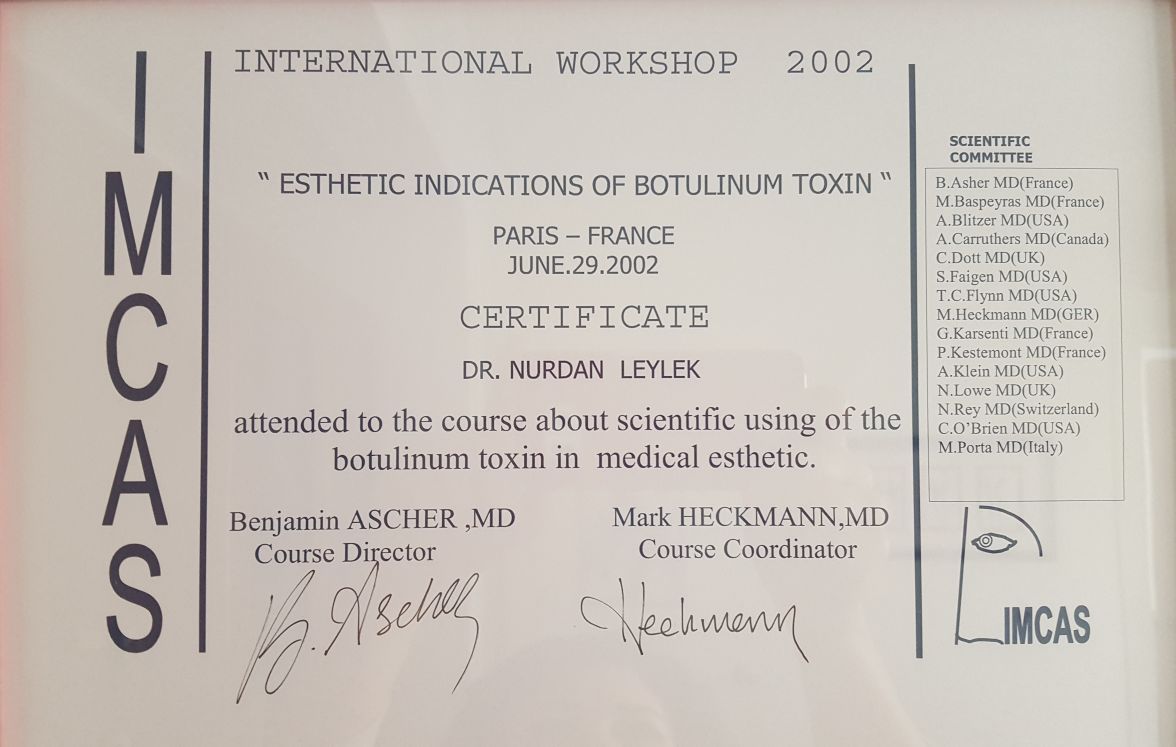 IMCAS
INTERNATIONAL WORKSHOP 2002
“ ESTHETIC INDICATIONS OF BOTULINUM TOXIN “
PARIS – FRANCE
JUNE.29.2002
CERTIFICATE
DR. NURDAN LEYLEK
attended to the course about scientific using of the
botulinum toxin in medical esthetic.
Benjamin ASCHER ,MD
Course Director
B. Ascher
Mark HECKMANN,MD
Course Coordinator
Heckmann
SCIENTIFIC
COMMITTEE
B.Asher MD(France)
M.Baspeyras MD(France)
A.Blitzer MD(USA)
A.Carruthers MD(Canada)
C.Dott MD(UK)
S.Faigen MD(USA)
T.C.Flynn MD(USA)
M.Heckmann MD(GER)
G.Karsenti MD(France)
P.Kestemont MD(France)
A.Klein MD(USA)
N.Lowe MD(UK)
N.Rey MD(Switzerland)
C.O’Brien MD(USA)
M.Porta MD(Italy)
IMCAS